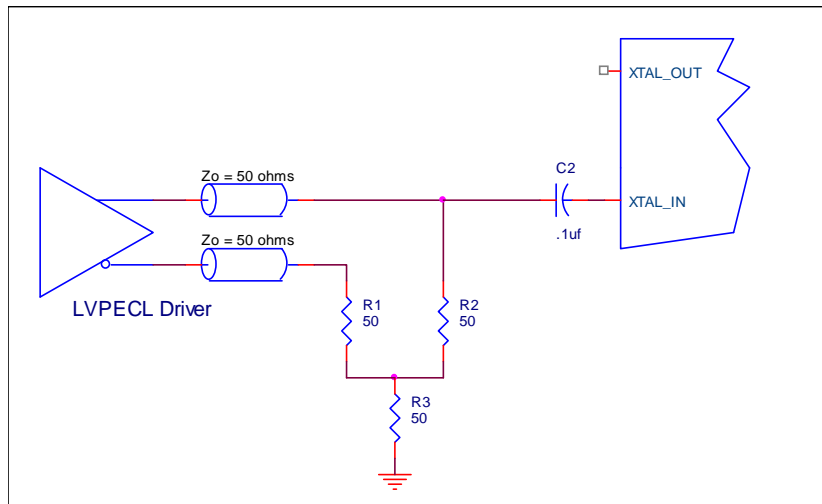 XTAL_OUT
Zo = 50 ohms
C2
XTAL_IN
.1uf
Zo = 50 ohms
LVPECL Driver
R1
50
R2
50
R3
50